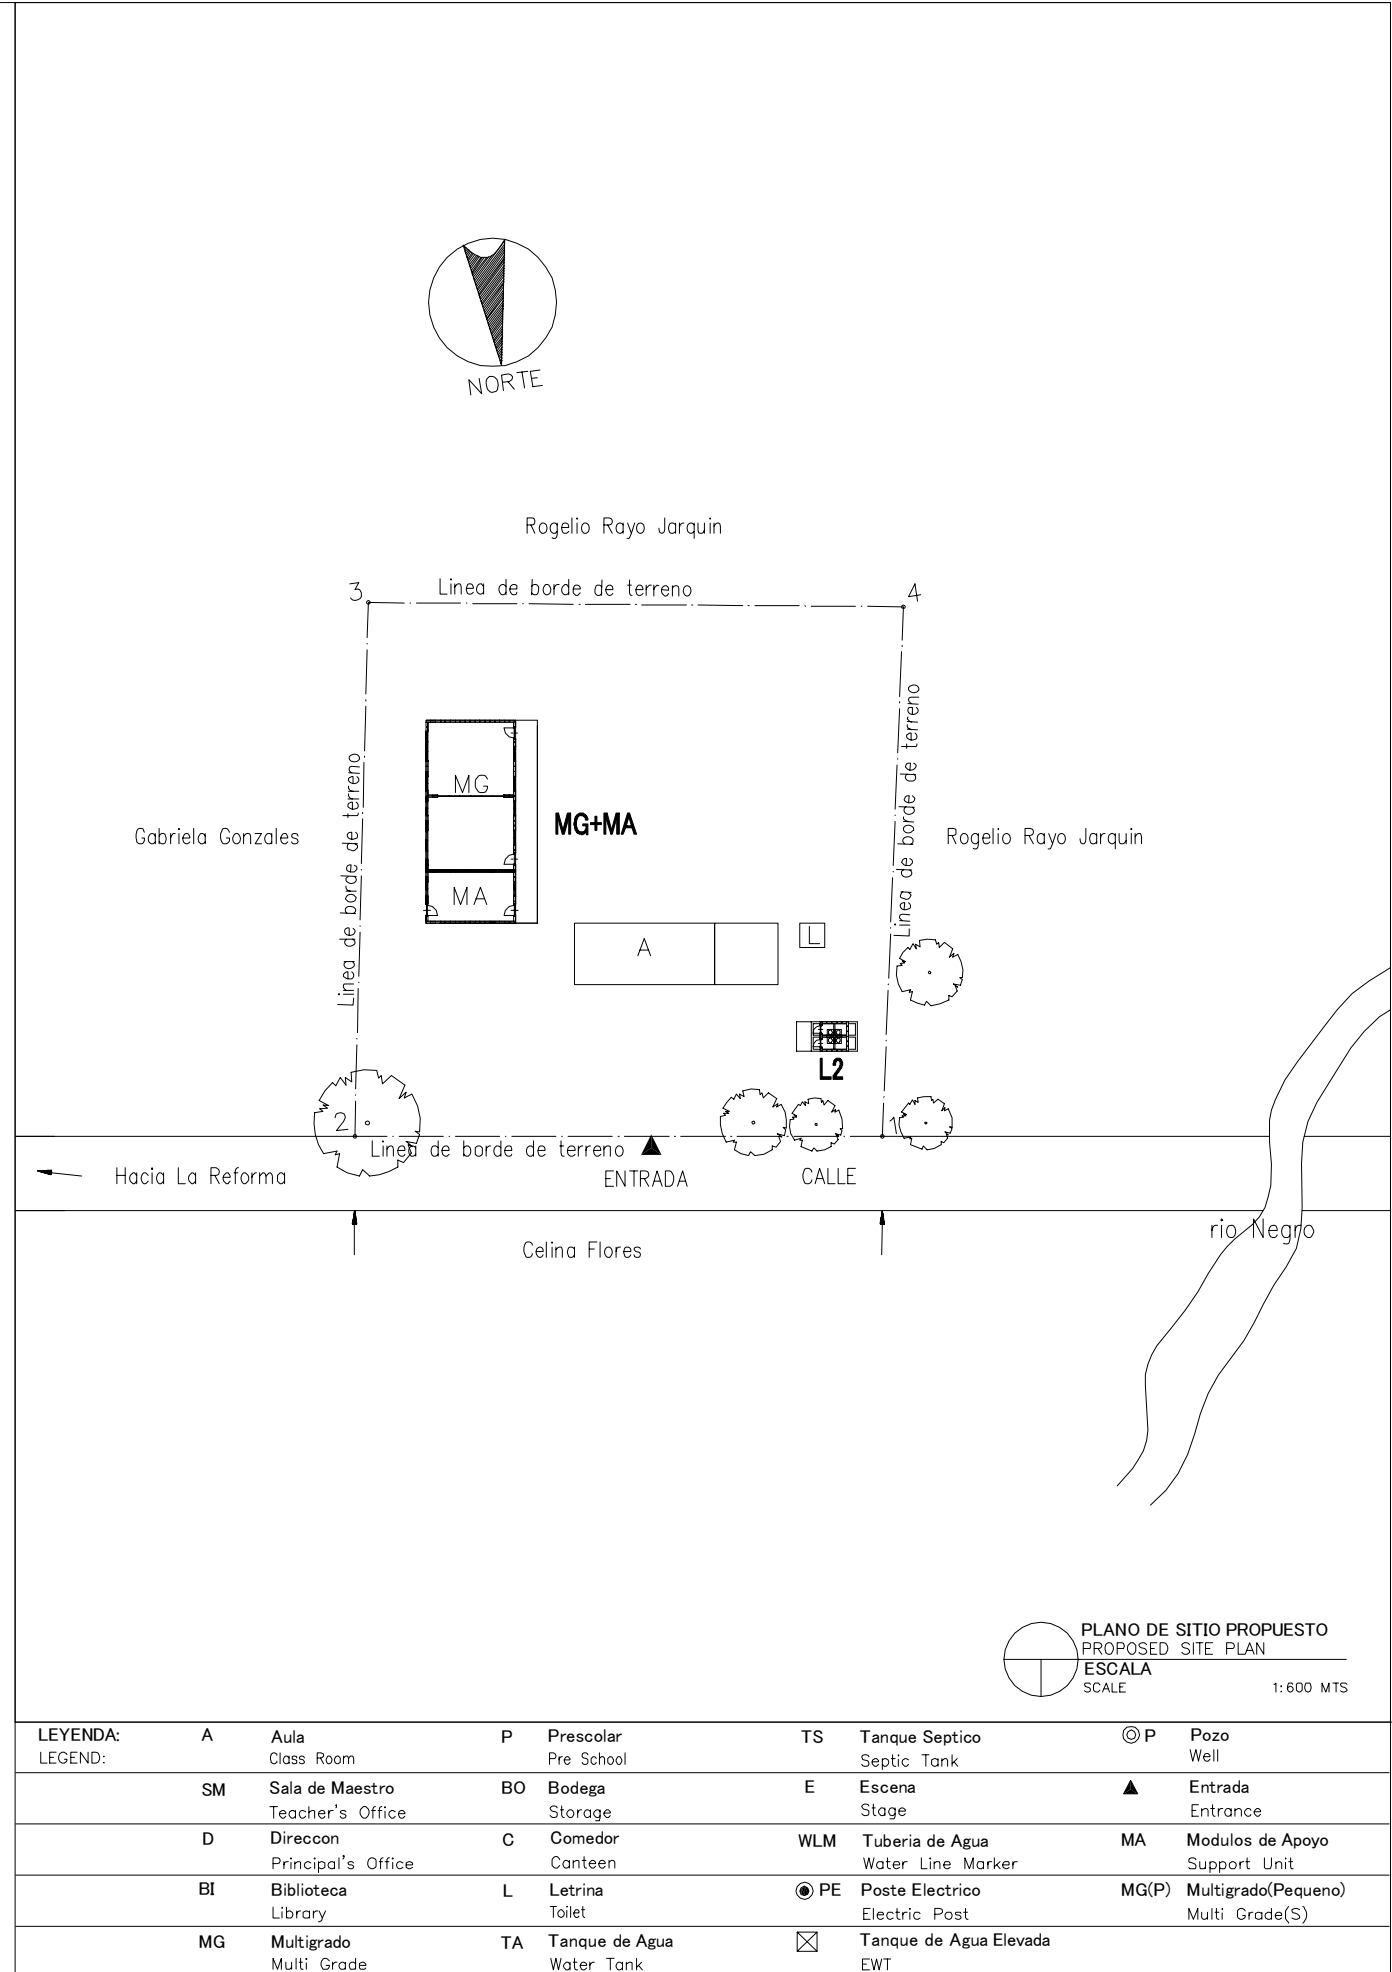 NORTE
Rogelio Rayo Jarquin
3
Linea de borde de terreno
4
Linea de borde de terreno
Linea de borde de terreno
MG
MG+MA
Gabriela Gonzales
Rogelio Rayo Jarquin
MA
A
L
L2
2
1
Linea de borde de terreno
Hacia La Reforma
ENTRADA
CALLE
rio Negro
Celina Flores
PLANO DE SITIO PROPUESTO
PROPOSED SITE PLAN
ESCALA
SCALE 1:600 MTS
LEYENDA: A Aula P Prescolar TS Tanque Septico P Pozo
LEGEND: Class Room Pre School Septic Tank Well
SM Sala de Maestro BO Bodega E Escena Entrada
Teacher's Office Storage Stage Entrance
D Direccon C Comedor WLM Tuberia de Agua MA Modulos de Apoyo
Principal's Office Canteen Water Line Marker Support Unit
BI Biblioteca L Letrina PE Poste Electrico MG(P) Multigrado(Pequeno)
Library Toilet Electric Post Multi Grade(S)
MG Multigrado TA Tanque de Agua Tanque de Agua Elevada
Multi Grade Water Tank EWT